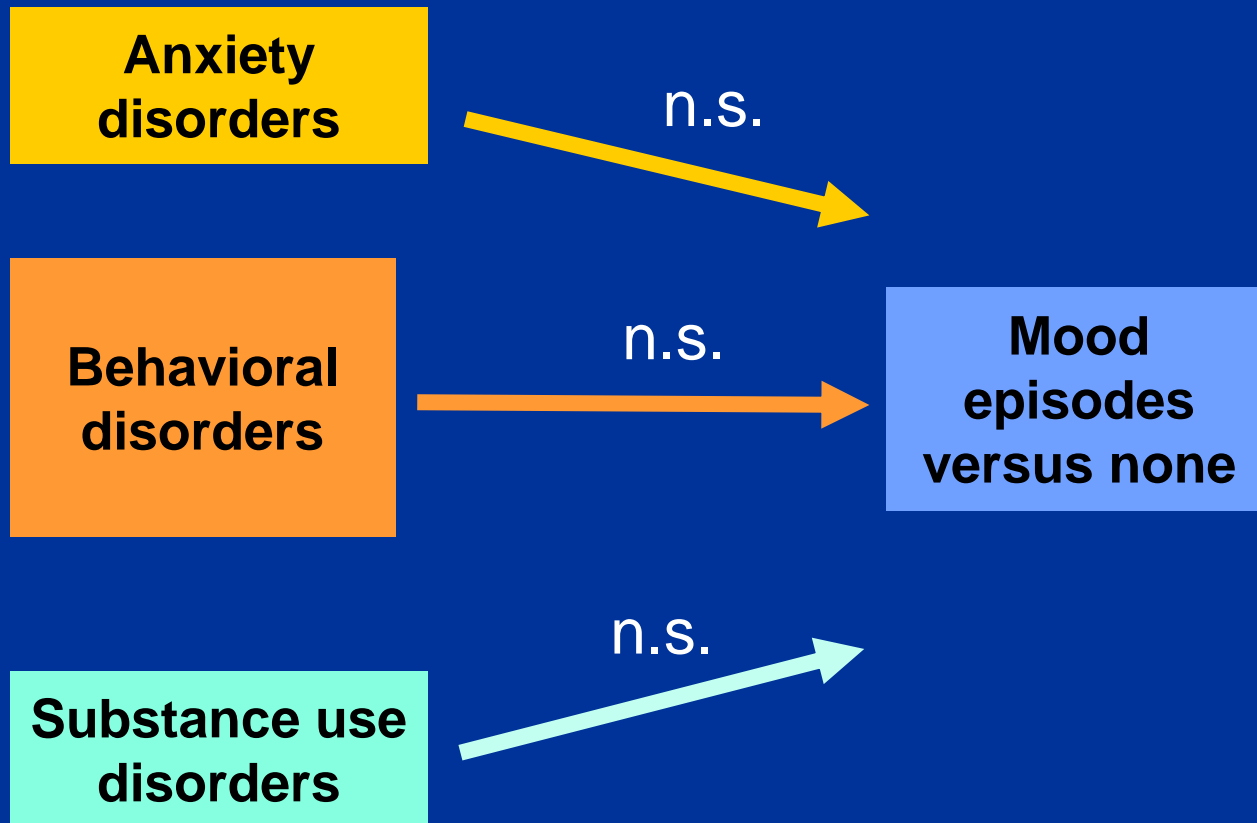 Anxiety
disorders
n.s.
Behavioral
disorders
n.s.
Mood
episodes
versus none
n.s.
Substance use
disorders